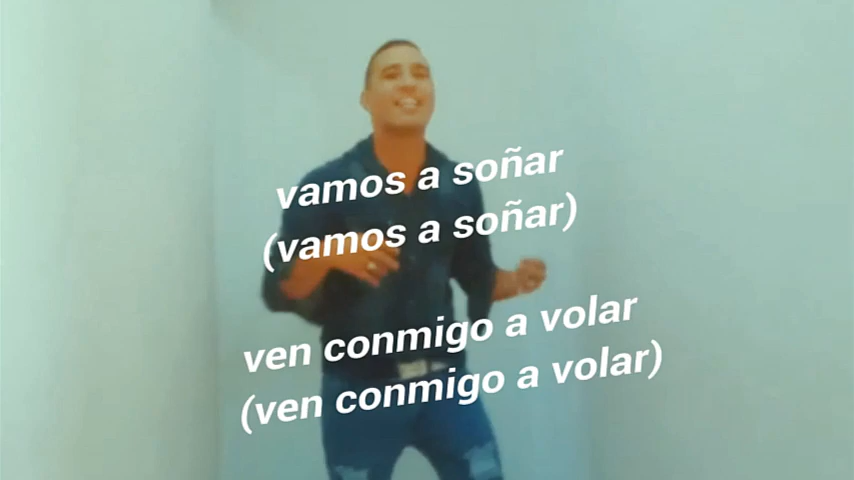 vamos a soñar
(vamos a soñar)
ven conmigo a volar
(ven conmigo a volar)